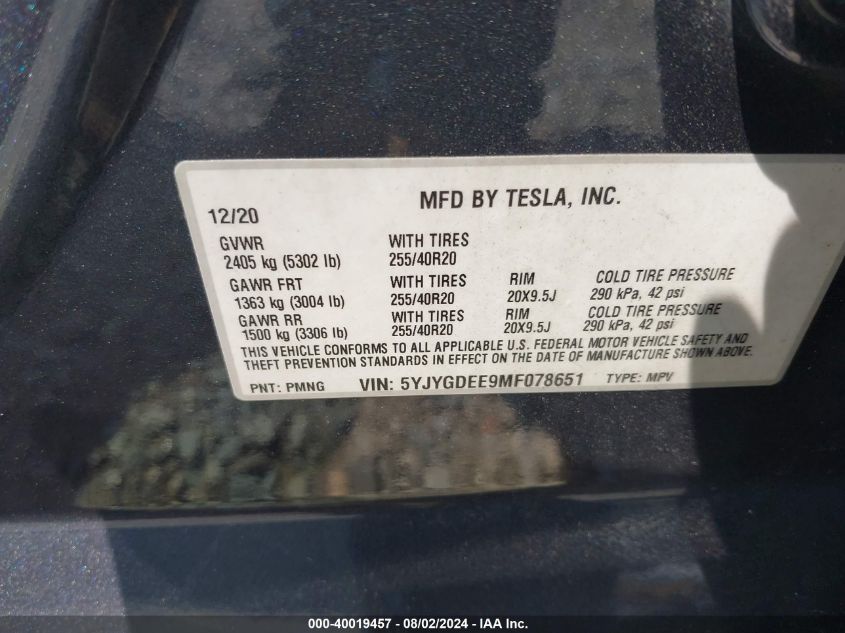 MFD BY TESLA, INC.
12/20
GVWR WITH TIRES
2405 kg (5302 lb) 255/40R20
GAWR FRT WITH TIRES RIM COLD TIRE PRESSURE
1363 kg (3004 lb) 255/40R20 20X9.5J 290 kPa, 42 psi
GAWR RR WITH TIRES RIM COLD TIRE PRESSURE
1500 kg (3306 lb) 255/40R20 20X9.5J 290 kPa, 42 psi
THIS VEHICLE CONFORMS TO ALL APPLICABLE U.S. FEDERAL MOTOR VEHICLE SAFETY AND
THEFT PREVENTION STANDARDS IN EFFECT ON THE DATE OF MANUFACTURE SHOWN ABOVE.
PNT: PMNG VIN: 5YJYGDEE9MF078651 TYPE: MPV
000-40019457 - 08/02/2024 - IAA Inc.